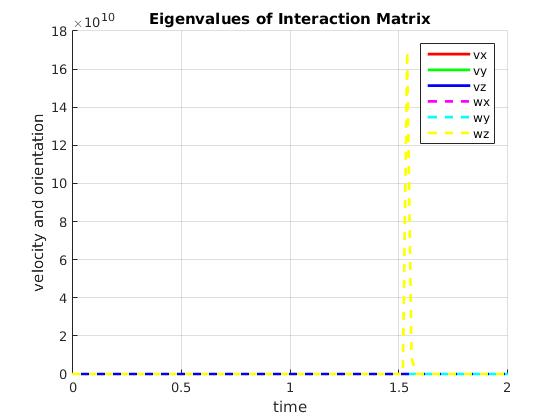 ×10^10
Eigenvalues of Interaction Matrix
18
16
14
12
10
8
6
4
2
0
velocity and orientation
vx
vy
vz
wx
wy
wz
0 0.5 1 1.5 2
time